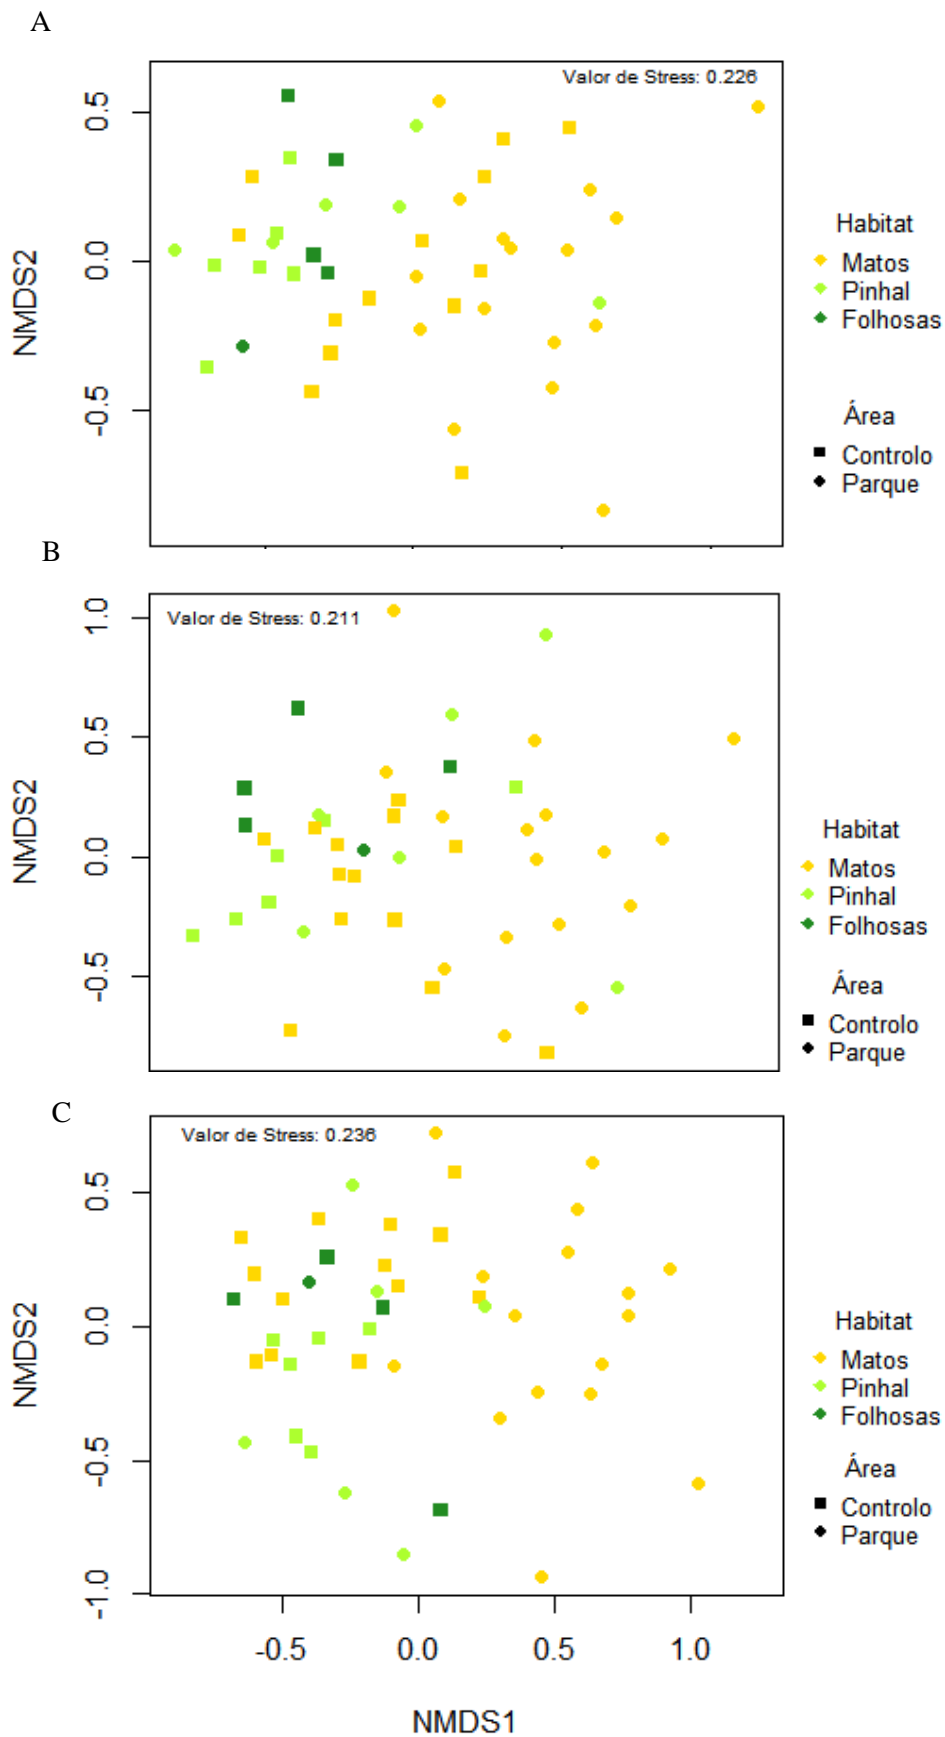 A
Valor de Stress: 0.226
0.5
0.0
-0.5
NMDS2
Habitat
Matos
Pinhal
Folhosas
Área
Controlo
Parque
B
Valor de Stress: 0.211
1.0
0.5
0.0
-0.5
NMDS2
Habitat
Matos
Pinhal
Folhosas
Área
Controlo
Parque
C
Valor de Stress: 0.236
0.5
0.0
-0.5
-1.0
NMDS2
Habitat
Matos
Pinhal
Folhosas
Área
Controlo
Parque
-0.5 0.0 0.5 1.0
NMDS1